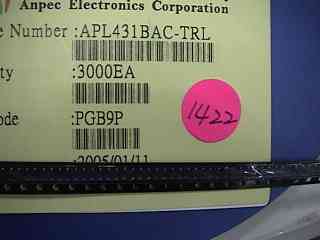 Anpec Electronics Corporation
e Number :APL431BAC-TRL
ty :3000EA
ode :PGB9P
:2005/01/11
1422